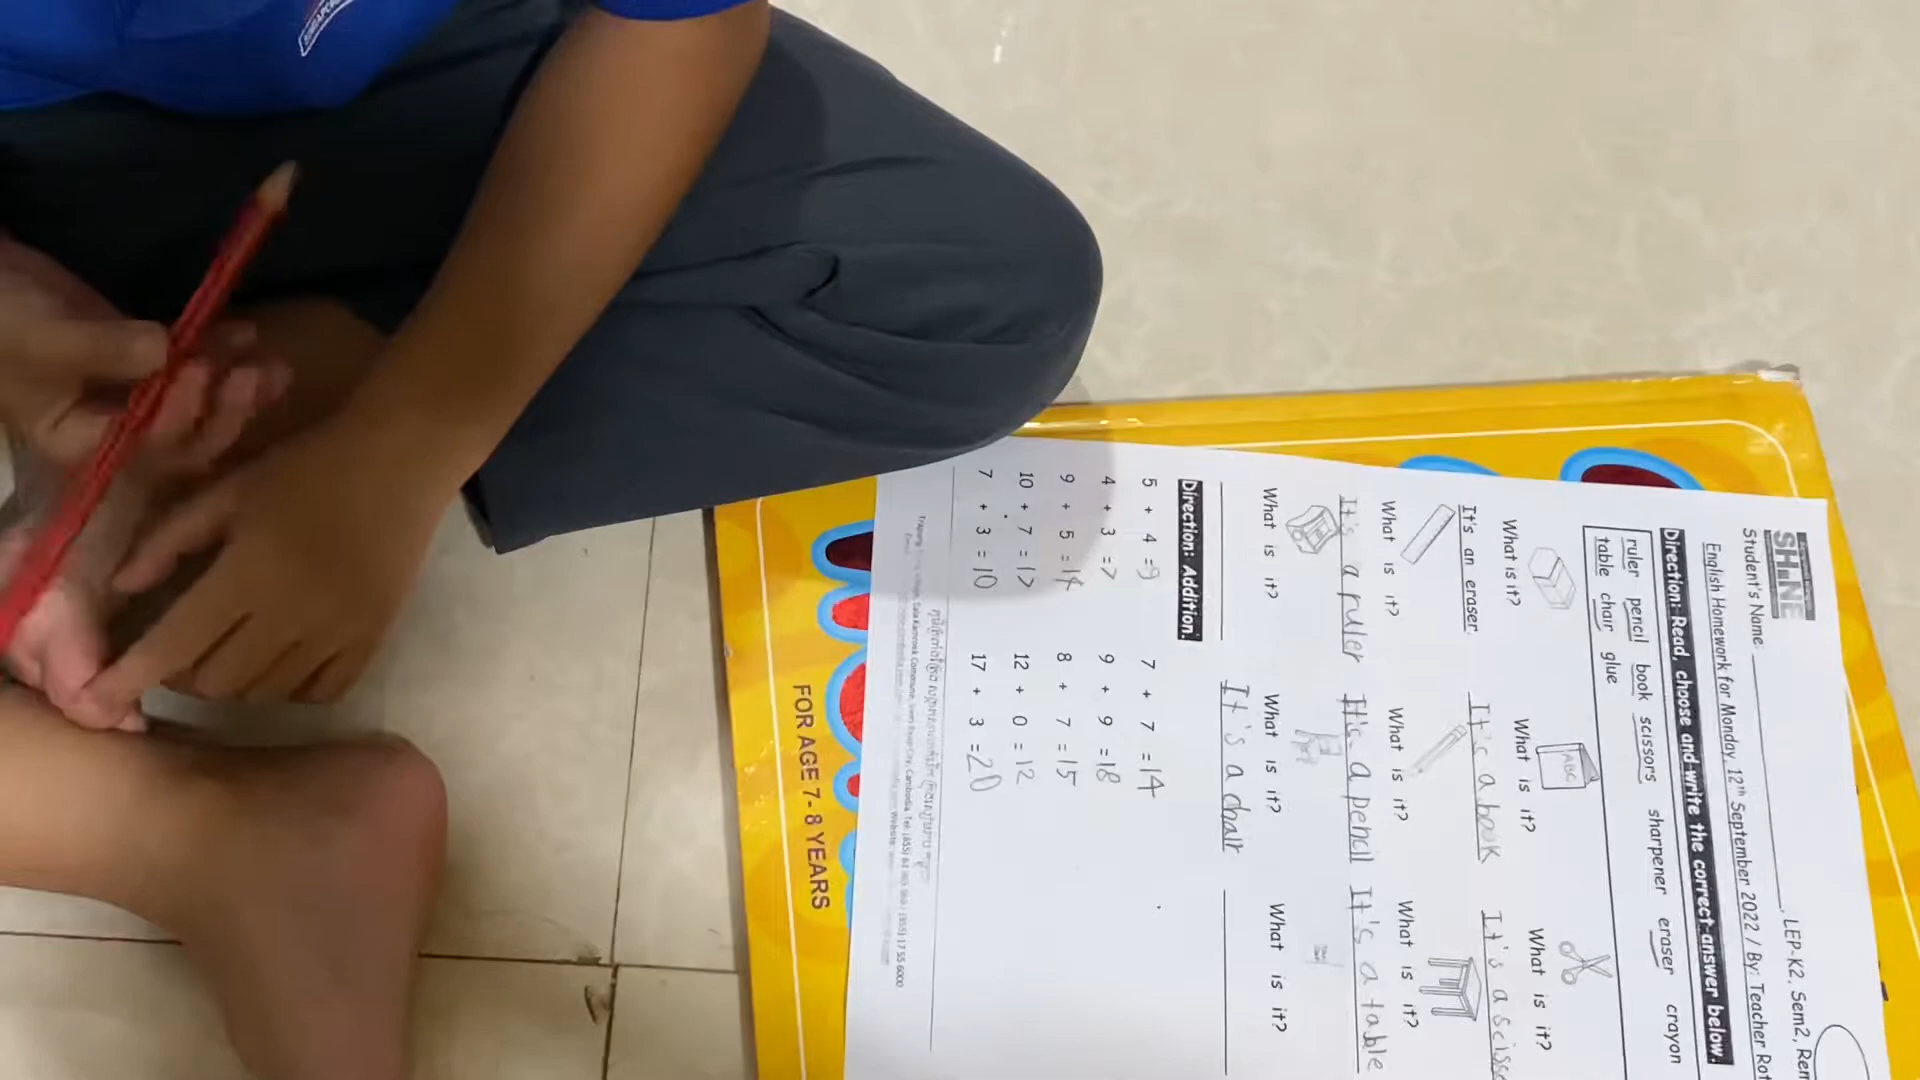 SHINE
Student's Name: , LEP-K2, Sem2, Rem
English Homework for Monday, 12th September 2022 / By: Teacher Rot
Direction: Read, choose and write the correct answer below.
ruler pencil book scissors sharpener eraser crayon
table chair glue
ABC
What is it? What is it? What is it?
It's an eraser. It's a book It's a scisso
What is it? What is it? What is it?
It's a ruler It's a pencil It's a table
What is it? What is it? What is it?
It's a chair
Direction: Addition.
5 + 4 = 9 7 + 7 = 14
4 + 3 = 7 9 + 9 = 18
9 + 5 = 14 8 + 7 = 15
10 + 7 = 17 12 + 0 = 12
7 + 3 = 10 17 + 3 = 20
FOR AGE 7- 8 YEARS